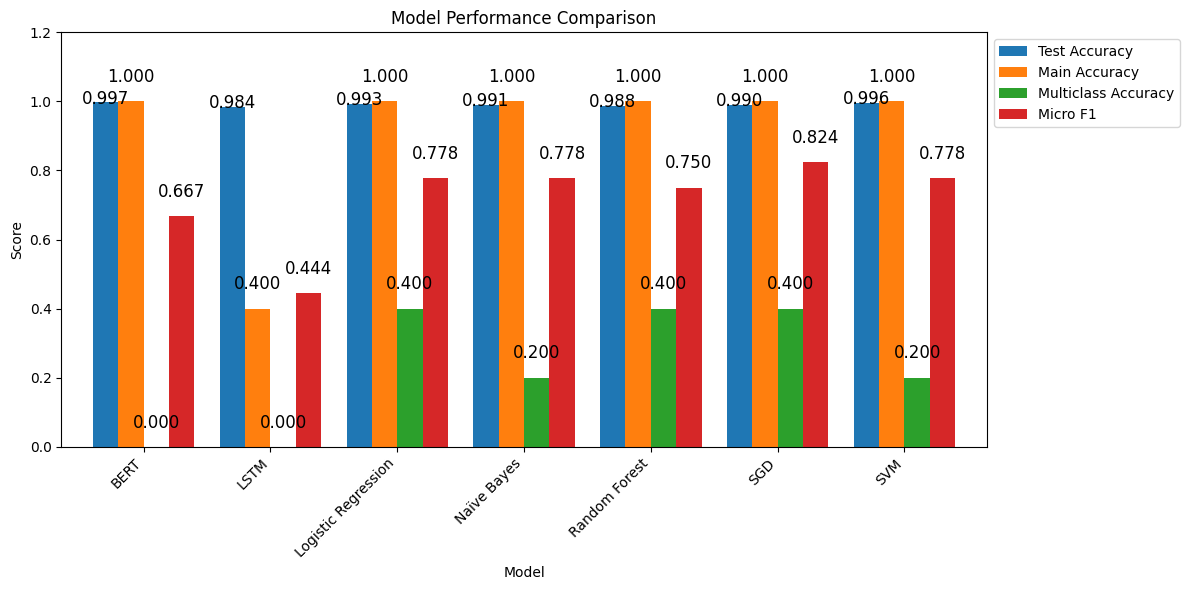 Model Performance Comparison
Score
1.2
1.0
0.8
0.6
0.4
0.2
0.0
0.997
1.000
0.000
0.667
0.984
0.400
0.000
0.444
0.993
1.000
0.400
0.778
0.991
1.000
0.200
0.778
0.988
1.000
0.400
0.750
0.990
1.000
0.400
0.824
0.996
1.000
0.200
0.778
BERT
LSTM
Logistic Regression
Naïve Bayes
Random Forest
SGD
SVM
Model
Test Accuracy
Main Accuracy
Multiclass Accuracy
Micro F1